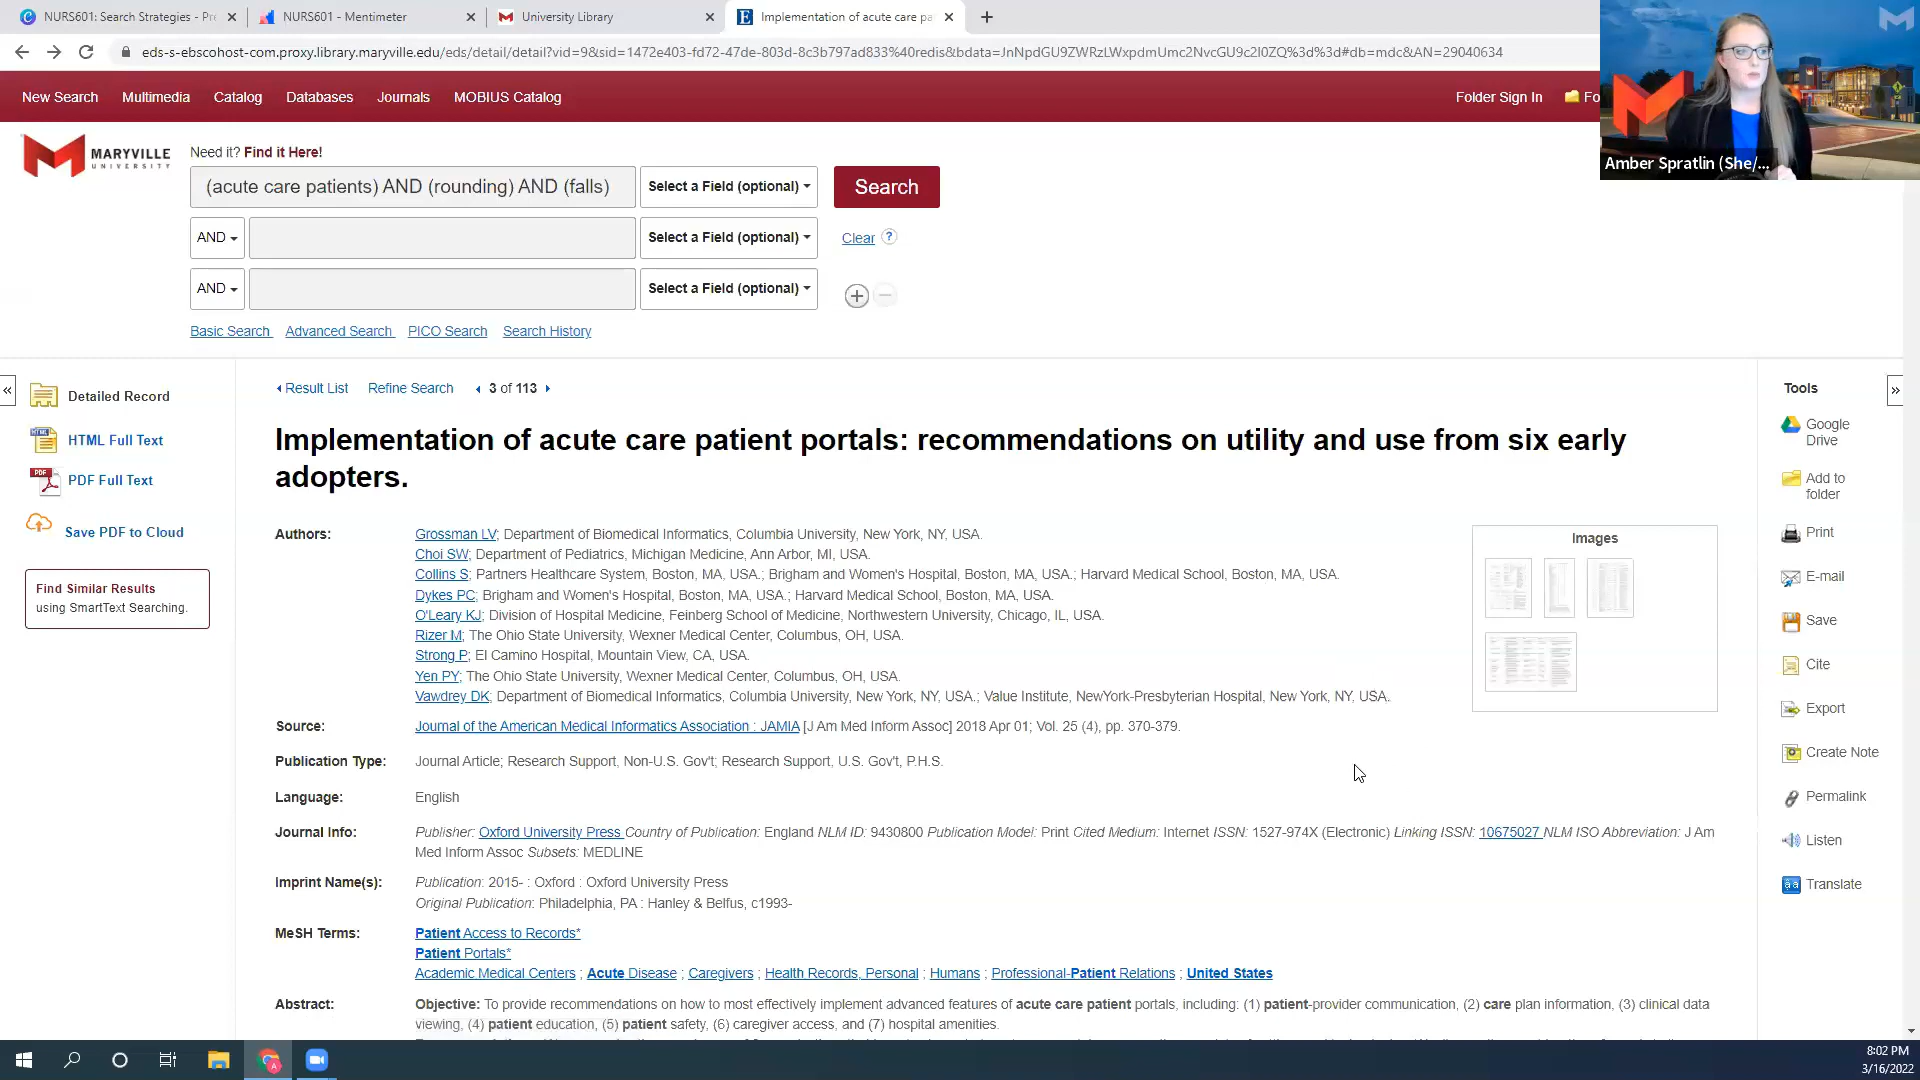 NURS601: Search Strategies - Pre
NURS601 - Mentimeter
University Library
Implementation of acute care pa
eds-s-ebscohost-com.proxy.library.maryville.edu/eds/detail/detail?vid=9&sid=1472e403-fd72-47de-803d-8c3b797ad833%40redis&bdata=JnNpdGU9ZWRzLWxpdmUmc2NvcGU9c2l0ZQ%3d%3d#db=mdc&AN=29040634
New Search Multimedia Catalog Databases Journals MOBIUS Catalog
Folder Sign In Fo
Amber Spratlin (She/...
MARYVILLE
UNIVERSITY
Need it? Find it Here!
(acute care patients) AND (rounding) AND (falls) Select a Field (optional) Search
AND Select a Field (optional) Clear ?
AND Select a Field (optional)
Basic Search Advanced Search PICO Search Search History
« Detailed Record
HTML Full Text
PDF Full Text
Save PDF to Cloud
Find Similar Results
using SmartText Searching.
Result List Refine Search 3 of 113
Implementation of acute care patient portals: recommendations on utility and use from six early
adopters.
Authors: Grossman LV; Department of Biomedical Informatics, Columbia University, New York, NY, USA.
Choi SW; Department of Pediatrics, Michigan Medicine, Ann Arbor, MI, USA.
Collins S; Partners Healthcare System, Boston, MA, USA.; Brigham and Women's Hospital, Boston, MA, USA.; Harvard Medical School, Boston, MA, USA.
Dykes PC; Brigham and Women's Hospital, Boston, MA, USA.; Harvard Medical School, Boston, MA, USA.
O'Leary KJ; Division of Hospital Medicine, Feinberg School of Medicine, Northwestern University, Chicago, IL, USA.
Rizer M; The Ohio State University, Wexner Medical Center, Columbus, OH, USA.
Strong P; El Camino Hospital, Mountain View, CA, USA.
Yen PY; The Ohio State University, Wexner Medical Center, Columbus, OH, USA.
Vawdrey DK; Department of Biomedical Informatics, Columbia University, New York, NY, USA.; Value Institute, NewYork-Presbyterian Hospital, New York, NY, USA.
Images
Source: Journal of the American Medical Informatics Association : JAMIA [J Am Med Inform Assoc] 2018 Apr 01; Vol. 25 (4), pp. 370-379.
Publication Type: Journal Article; Research Support, Non-U.S. Gov't; Research Support, U.S. Gov't, P.H.S.
Language: English
Journal Info: Publisher: Oxford University Press Country of Publication: England NLM ID: 9430800 Publication Model: Print Cited Medium: Internet ISSN: 1527-974X (Electronic) Linking ISSN: 10675027 NLM ISO Abbreviation: J Am
Med Inform Assoc Subsets: MEDLINE
Imprint Name(s): Publication: 2015- : Oxford : Oxford University Press
Original Publication: Philadelphia, PA : Hanley & Belfus, c1993-
MeSH Terms: Patient Access to Records*
Patient Portals*
Academic Medical Centers ; Acute Disease ; Caregivers ; Health Records, Personal ; Humans ; Professional-Patient Relations ; United States
Abstract: Objective: To provide recommendations on how to most effectively implement advanced features of acute care patient portals, including: (1) patient-provider communication, (2) care plan information, (3) clinical data
viewing, (4) patient education, (5) patient safety, (6) caregiver access, and (7) hospital amenities.
Tools »
Google
Drive
Add to
folder
Print
E-mail
Save
Cite
Export
Create Note
Permalink
Listen
Translate
8:02 PM
3/16/2022